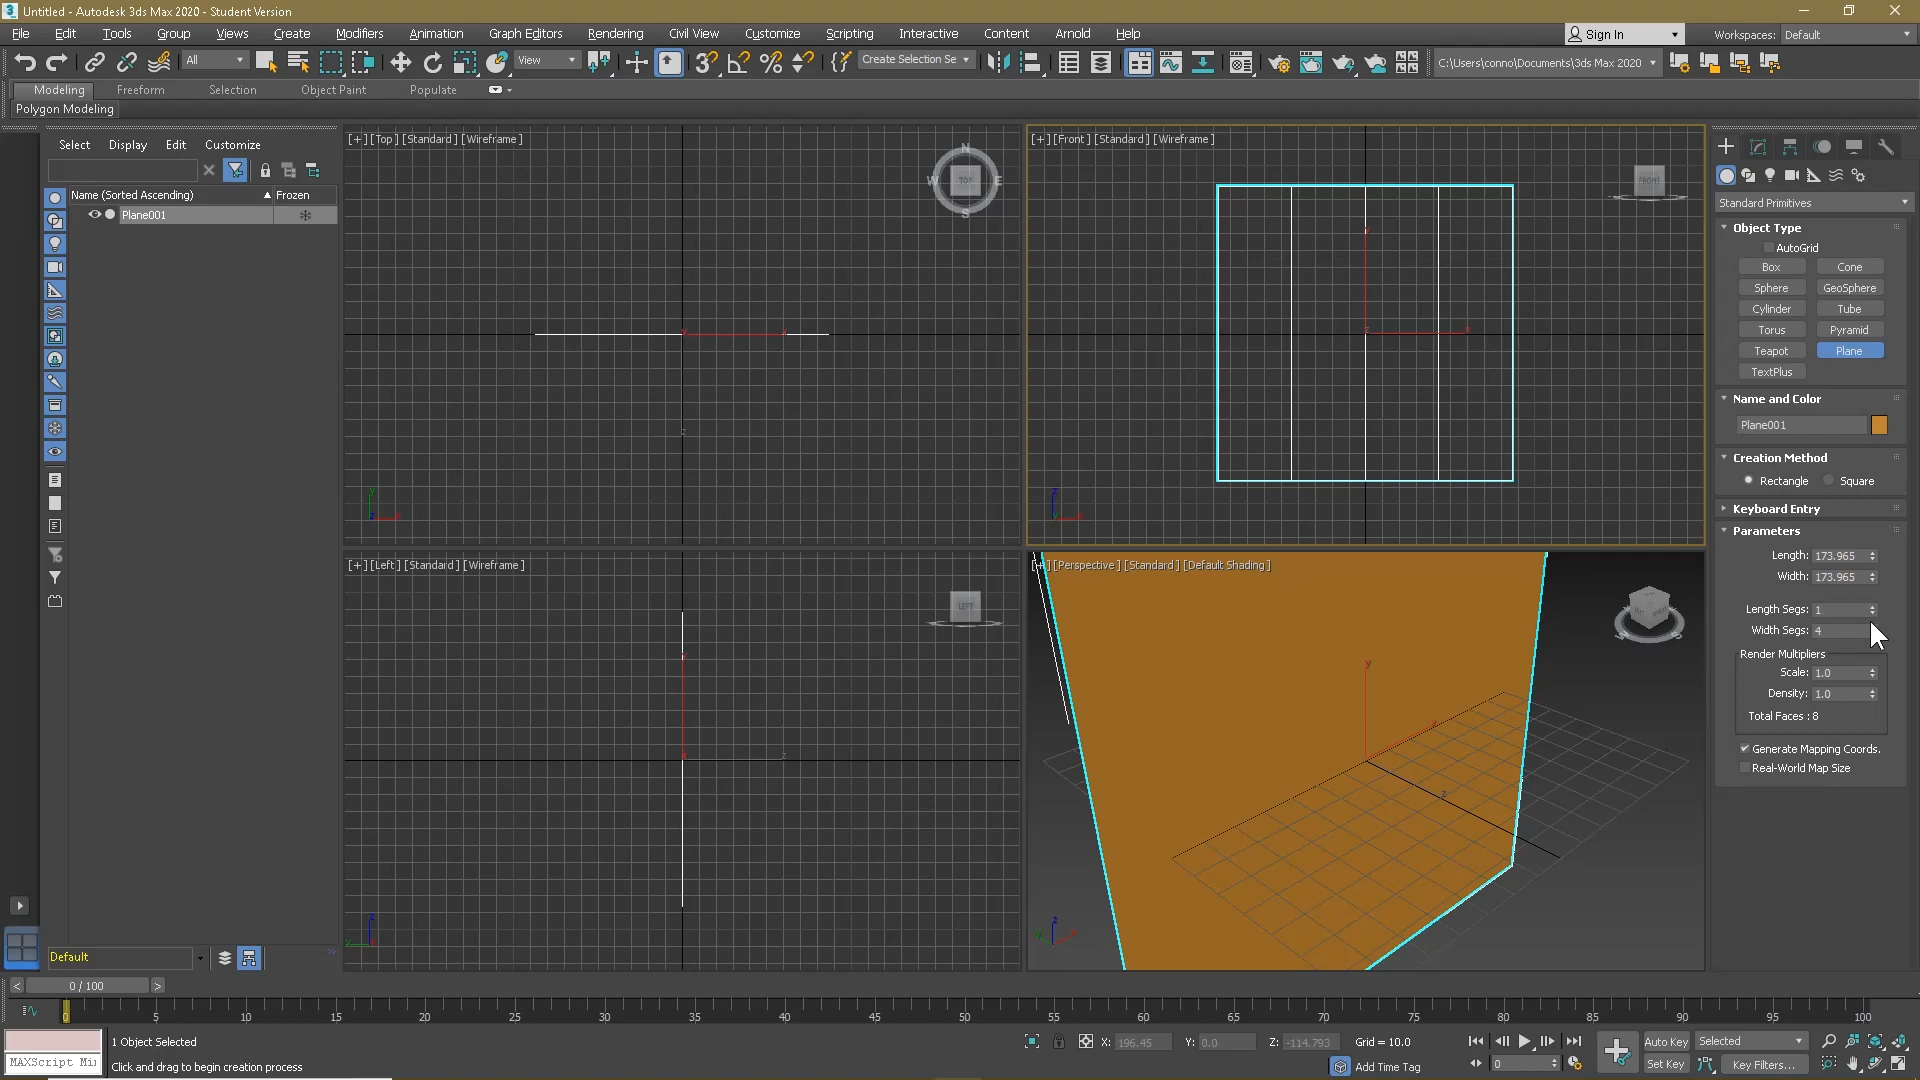 Untitled - Autodesk 3ds Max 2020 - Student Version
File Edit Tools Group Views Create Modifiers Animation Graph Editors Rendering Civil View Customize Scripting Interactive Content Arnold Help
Sign In
Workspaces: Default
All
View
Create Selection Se
C:\Users\conno\Documents\3ds Max 2020
Modeling Freeform Selection Object Paint Populate
Polygon Modeling
Select Display Edit Customize
Name (Sorted Ascending) Frozen
Plane001
[+] [Top] [Standard] [Wireframe]
N
W TOP E
S
[+] [Front] [Standard] [Wireframe]
FRONT
[+] [Left] [Standard] [Wireframe]
LEFT
[Perspective] [Standard] [Default Shading]
Standard Primitives
Object Type
AutoGrid
Box Cone
Sphere GeoSphere
Cylinder Tube
Torus Pyramid
Teapot Plane
TextPlus
Name and Color
Plane001
Creation Method
Rectangle Square
Keyboard Entry
Parameters
Length: 173.965
Width: 173.965
Length Segs: 1
Width Segs: 4
Render Multipliers
Scale: 1.0
Density: 1.0
Total Faces : 8
Generate Mapping Coords.
Real-World Map Size
Default
< 0 / 100 >
0 5 10 15 20 25 30 35 40 45 50 55 60 65 70 75 80 85 90 95 100
MAXScript Mi
1 Object Selected
Click and drag to begin creation process
X: 196.45 Y: 0.0 Z: -114.793 Grid = 10.0
Add Time Tag
0
Auto Key Selected
Set Key Key Filters...